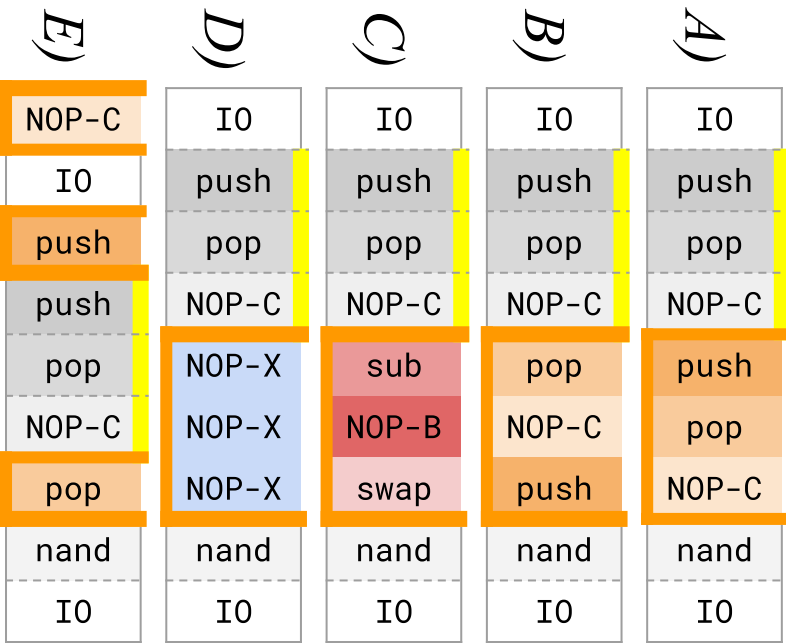 E)
NOP-C
IO
push
push
pop
NOP-C
pop
nand
IO
D)
IO
push
pop
NOP-C
NOP-X
NOP-X
NOP-X
nand
IO
C)
IO
push
pop
NOP-C
sub
NOP-B
swap
nand
IO
B)
IO
push
pop
NOP-C
pop
NOP-C
push
nand
IO
A)
IO
push
pop
NOP-C
push
pop
NOP-C
nand
IO